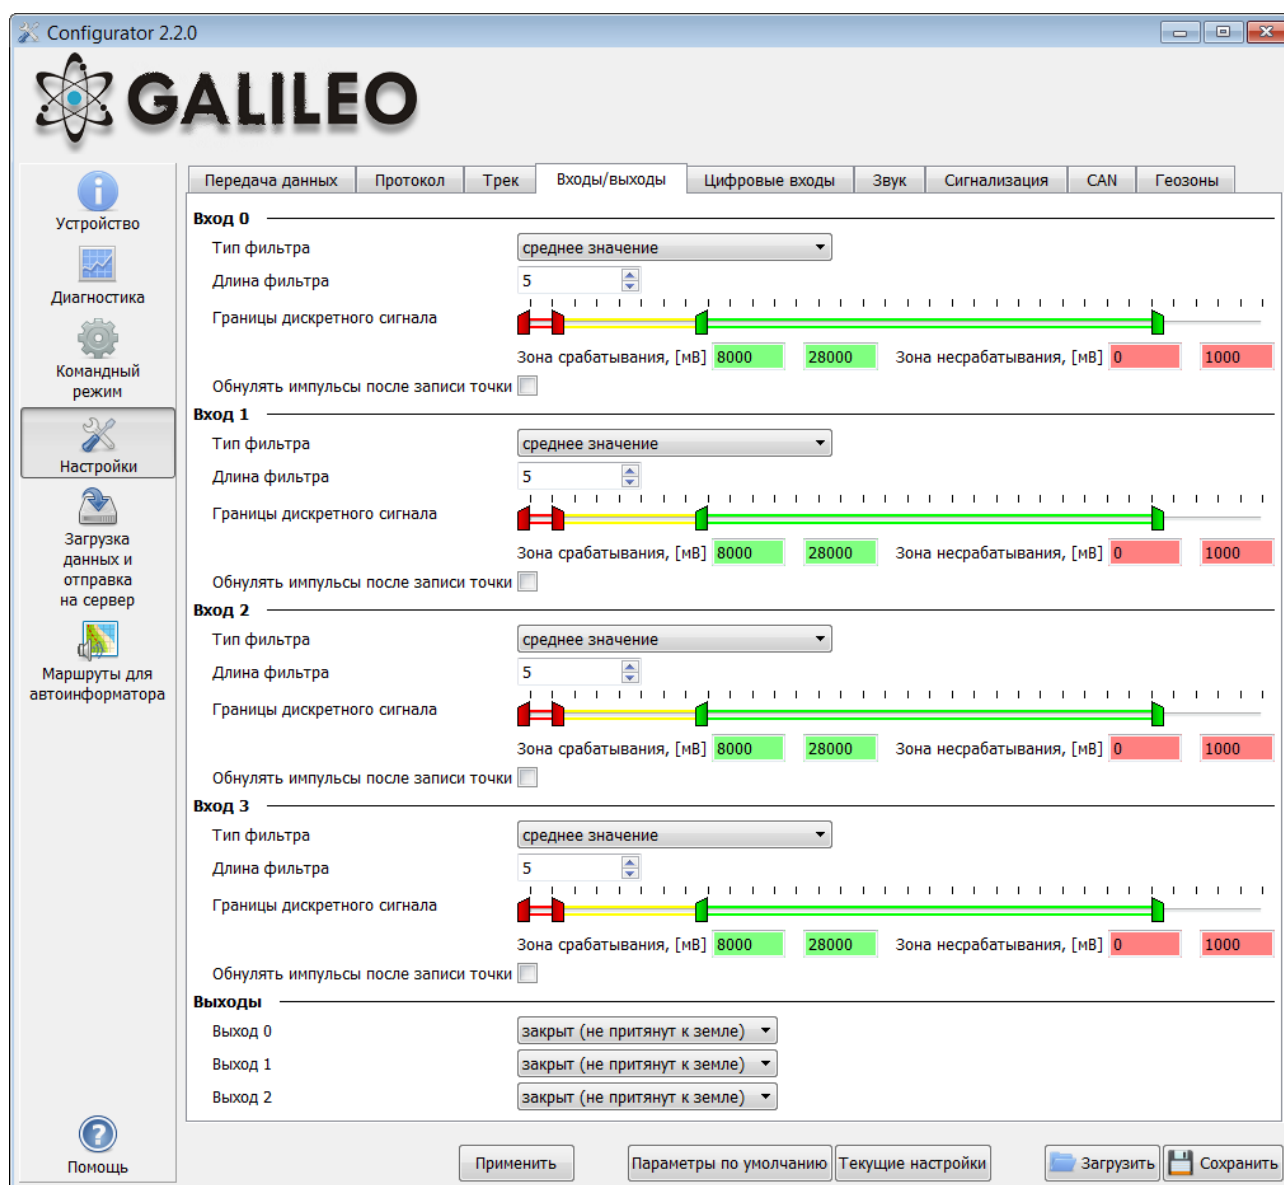 Configurator 2.2.0
GALILEO
Устройство
Диагностика
Командный
режим
Настройки
Загрузка
данных и
отправка
на сервер
Маршруты для
автоинформатора
Помощь
Передача данных Протокол Трек Входы/выходы Цифровые входы Звук Сигнализация CAN Геозоны
Вход 0
Тип фильтра среднее значение
Длина фильтра 5
Границы дискретного сигнала
Зона срабатывания, [мВ] 8000 28000 Зона несрабатывания, [мВ] 0 1000
Обнулять импульсы после записи точки
Вход 1
Тип фильтра среднее значение
Длина фильтра 5
Границы дискретного сигнала
Зона срабатывания, [мВ] 8000 28000 Зона несрабатывания, [мВ] 0 1000
Обнулять импульсы после записи точки
Вход 2
Тип фильтра среднее значение
Длина фильтра 5
Границы дискретного сигнала
Зона срабатывания, [мВ] 8000 28000 Зона несрабатывания, [мВ] 0 1000
Обнулять импульсы после записи точки
Вход 3
Тип фильтра среднее значение
Длина фильтра 5
Границы дискретного сигнала
Зона срабатывания, [мВ] 8000 28000 Зона несрабатывания, [мВ] 0 1000
Обнулять импульсы после записи точки
Выходы
Выход 0 закрыт (не притянут к земле)
Выход 1 закрыт (не притянут к земле)
Выход 2 закрыт (не притянут к земле)
Применить Параметры по умолчанию Текущие настройки Загрузить Сохранить